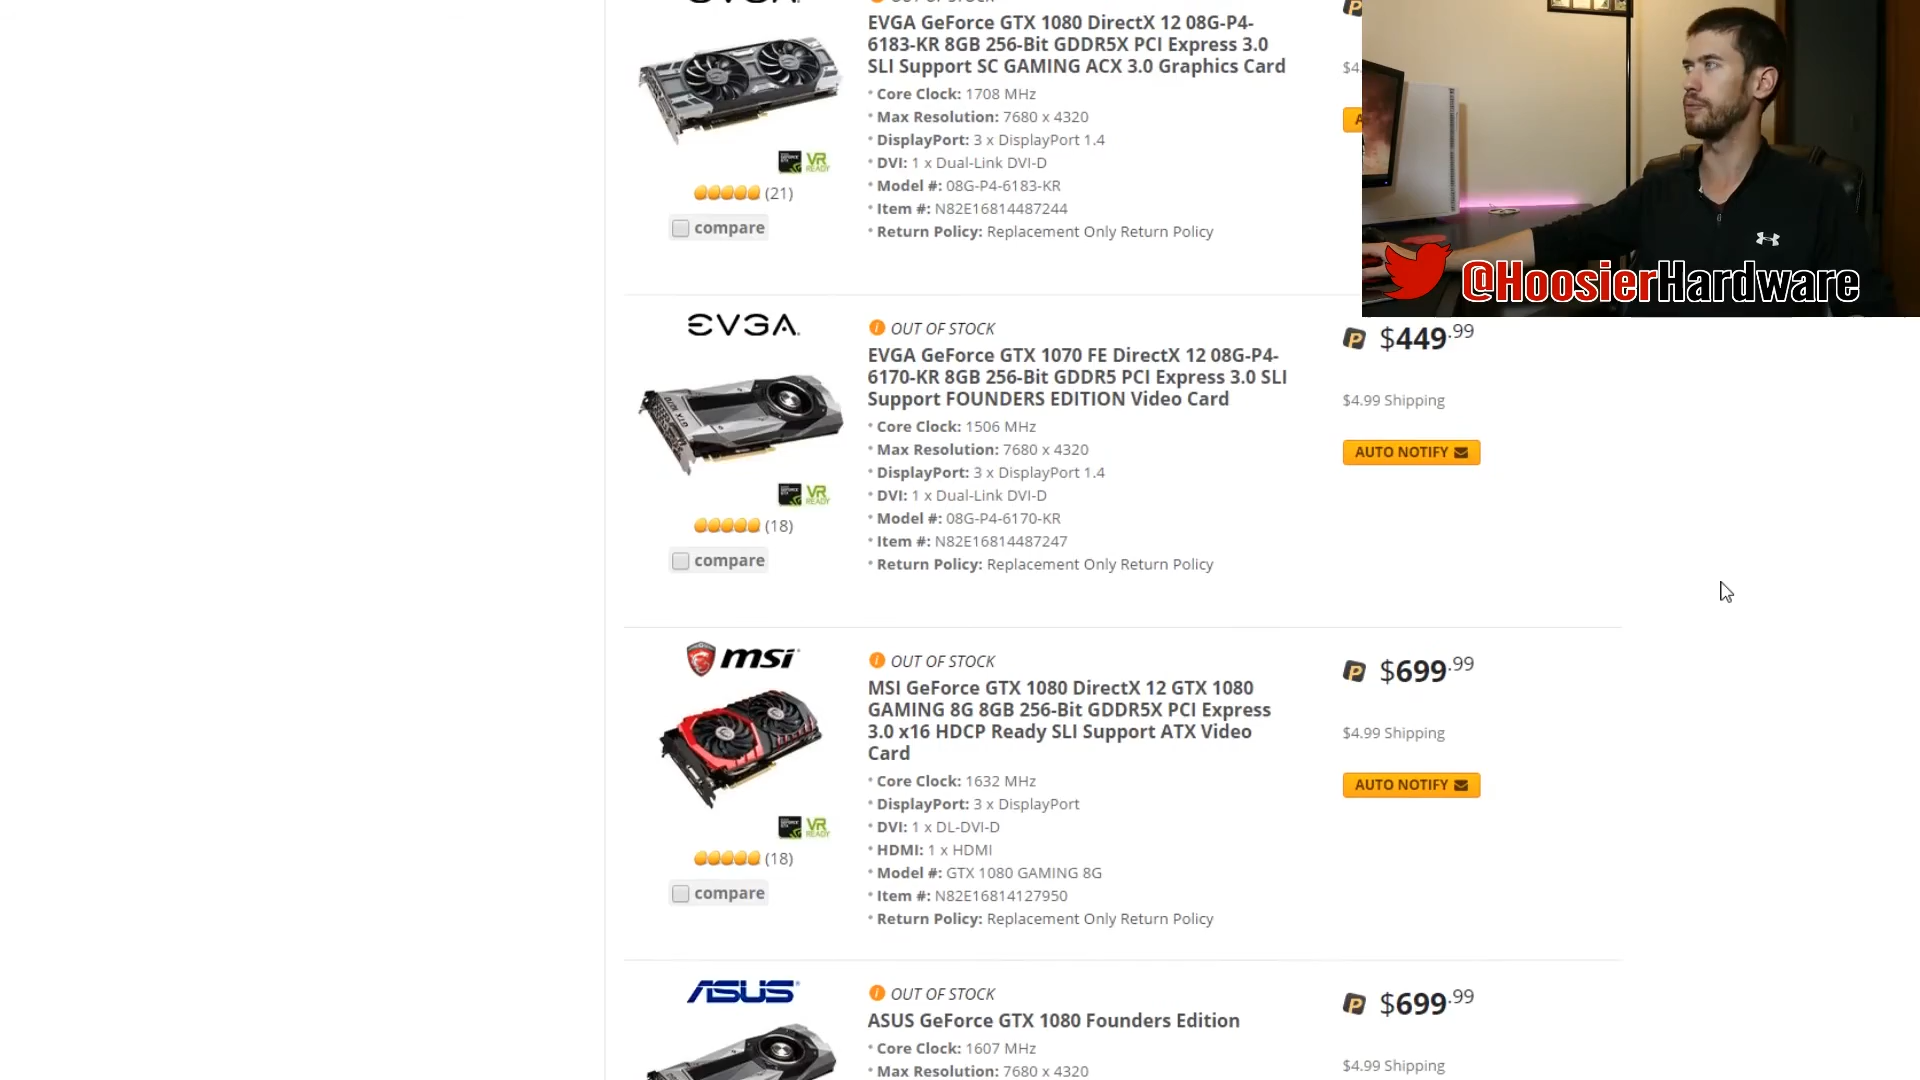 EVGA
OUT OF STOCK
EVGA GeForce GTX 1080 DirectX 12 08G-P4-
6183-KR 8GB 256-Bit GDDR5X PCI Express 3.0
SLI Support SC GAMING ACX 3.0 Graphics Card
Core Clock: 1708 MHz
Max Resolution: 7680 x 4320
DisplayPort: 3 x DisplayPort 1.4
DVI: 1 x Dual-Link DVI-D
Model #: 08G-P4-6183-KR
Item #: N82E16814487244
Return Policy: Replacement Only Return Policy
VR READY
(21)
compare
$4.
A
@HoosierHardware
EVGA
OUT OF STOCK
EVGA GeForce GTX 1070 FE DirectX 12 08G-P4-
6170-KR 8GB 256-Bit GDDR5 PCI Express 3.0 SLI
Support FOUNDERS EDITION Video Card
Core Clock: 1506 MHz
Max Resolution: 7680 x 4320
DisplayPort: 3 x DisplayPort 1.4
DVI: 1 x Dual-Link DVI-D
Model #: 08G-P4-6170-KR
Item #: N82E16814487247
Return Policy: Replacement Only Return Policy
VR READY
(18)
compare
$449.99
$4.99 Shipping
AUTO NOTIFY
msi
OUT OF STOCK
MSI GeForce GTX 1080 DirectX 12 GTX 1080
GAMING 8G 8GB 256-Bit GDDR5X PCI Express
3.0 x16 HDCP Ready SLI Support ATX Video
Card
Core Clock: 1632 MHz
DisplayPort: 3 x DisplayPort
DVI: 1 x DL-DVI-D
HDMI: 1 x HDMI
Model #: GTX 1080 GAMING 8G
Item #: N82E16814127950
Return Policy: Replacement Only Return Policy
VR READY
(18)
compare
$699.99
$4.99 Shipping
AUTO NOTIFY
ASUS
OUT OF STOCK
ASUS GeForce GTX 1080 Founders Edition
Core Clock: 1607 MHz
Max Resolution: 7680 x 4320
$699.99
$4.99 Shipping